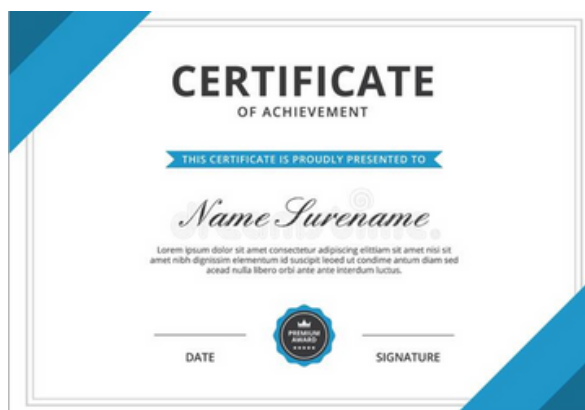 CERTIFICATE
OF ACHIEVEMENT
THIS CERTIFICATE IS PROUDLY PRESENTED TO
Name Surename
dreamstime.
Lorem ipsum dolor sit amet consectetur adipiscing elittiam sit amet nisi sit
amet nibh dignissim elementum id suscipit leoed ut condime antum diam sed
acead nulla libero orbi ante ante interdum luctus.
PREMIUM
AWARD
DATE
SIGNATURE